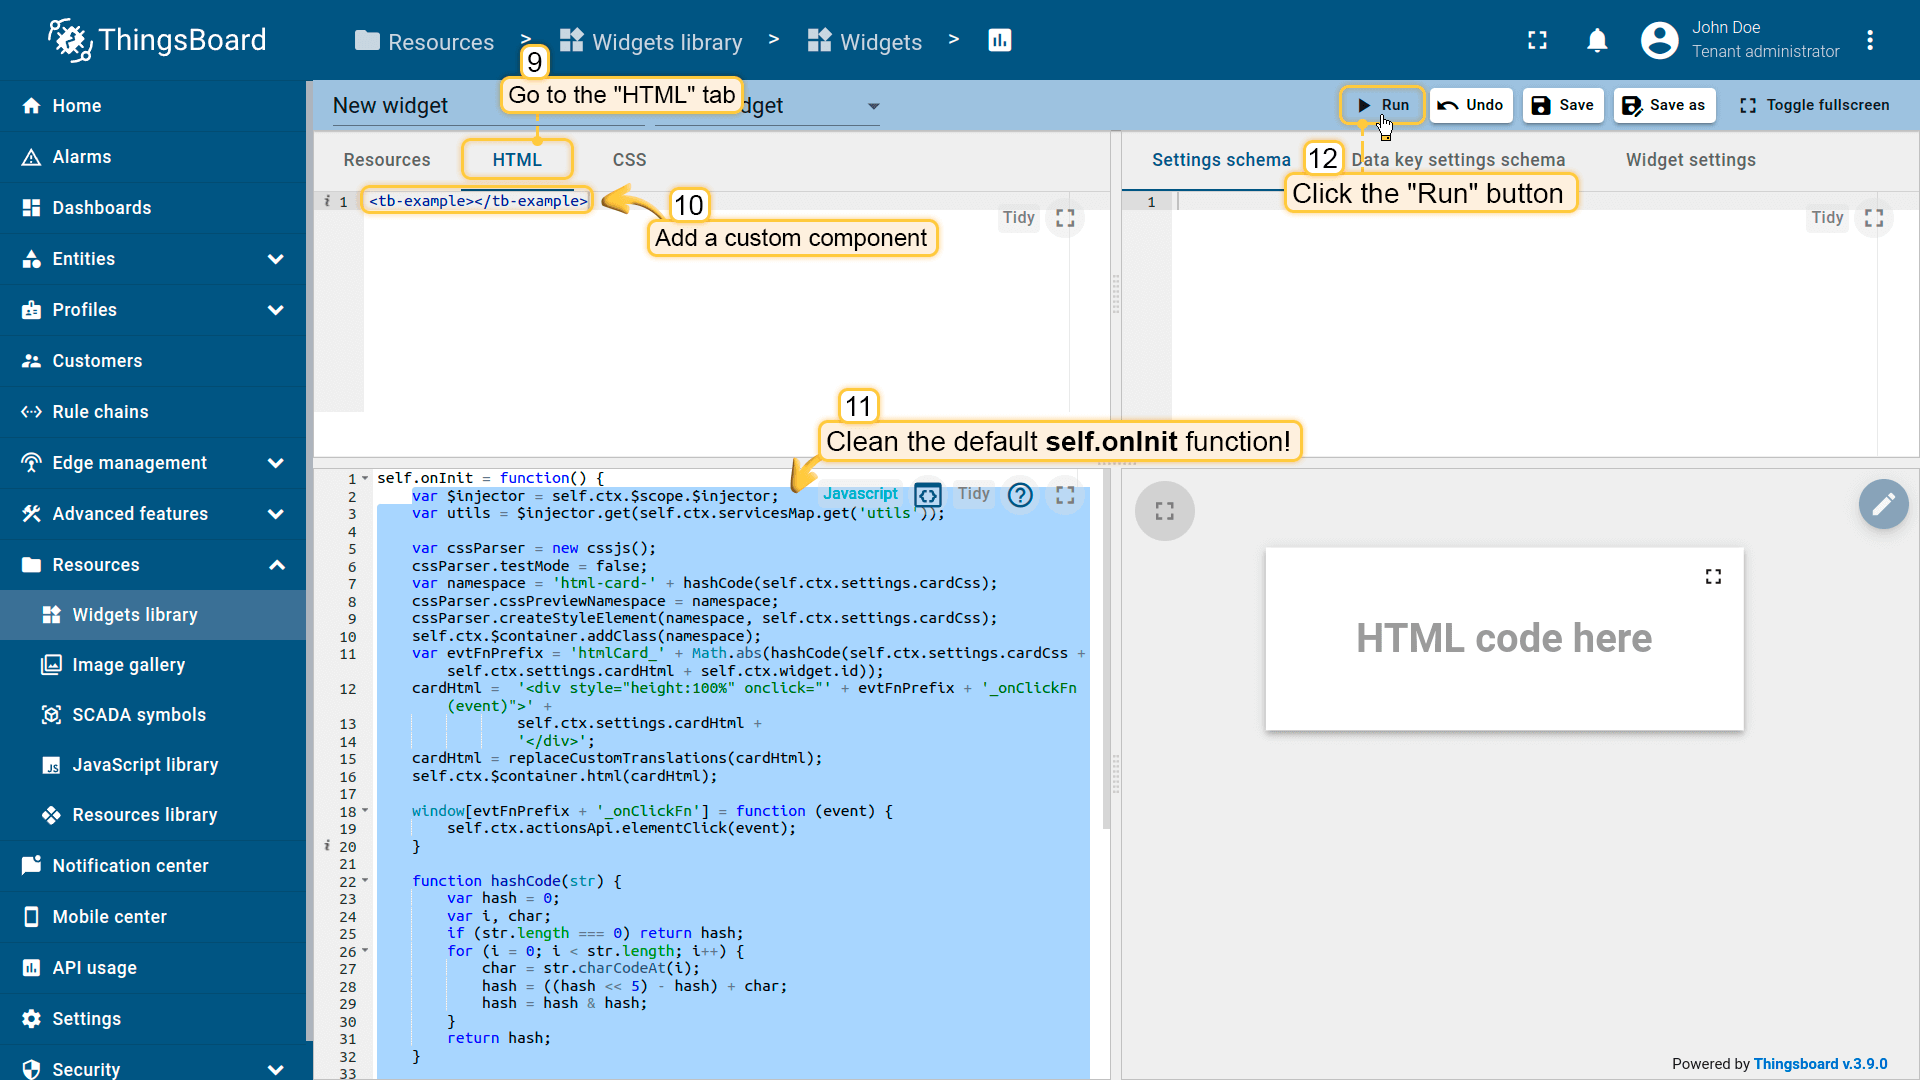 ThingsBoard
Resources > Widgets library > Widgets >
John Doe
Tenant administrator
Home
Alarms
Dashboards
Entities
Profiles
Customers
Rule chains
Edge management
Advanced features
Resources
Widgets library
Image gallery
SCADA symbols
JavaScript library
Resources library
Notification center
Mobile center
API usage
Settings
Security
9
Go to the "HTML" tab
New widget
dget
Run
Undo
Save
Save as
Toggle fullscreen
Resources
HTML
CSS
1 <tb-example></tb-example>
Tidy
10
Add a custom component
Settings schema
12
Data key settings schema
Widget settings
Click the "Run" button
1
Tidy
11
Clean the default self.onInit function!
Javascript
Tidy
1 self.onInit = function() {
2 var $injector = self.ctx.$scope.$injector;
3 var utils = $injector.get(self.ctx.servicesMap.get('utils'));
4
5 var cssParser = new cssjs();
6 cssParser.testMode = false;
7 var namespace = 'html-card-' + hashCode(self.ctx.settings.cardCss);
8 cssParser.cssPreviewNamespace = namespace;
9 cssParser.createStyleElement(namespace, self.ctx.settings.cardCss);
10 self.ctx.$container.addClass(namespace);
11 var evtFnPrefix = 'htmlCard_' + Math.abs(hashCode(self.ctx.settings.cardCss +
self.ctx.settings.cardHtml + self.ctx.widget.id));
12 cardHtml = '<div style="height:100%" onclick="' + evtFnPrefix + '_onClickFn
(event)">' +
13 self.ctx.settings.cardHtml +
14 '</div>';
15 cardHtml = replaceCustomTranslations(cardHtml);
16 self.ctx.$container.html(cardHtml);
17
18 window[evtFnPrefix + '_onClickFn'] = function (event) {
19 self.ctx.actionsApi.elementClick(event);
20 }
21
22 function hashCode(str) {
23 var hash = 0;
24 var i, char;
25 if (str.length === 0) return hash;
26 for (i = 0; i < str.length; i++) {
27 char = str.charCodeAt(i);
28 hash = ((hash << 5) - hash) + char;
29 hash = hash & hash;
30 }
31 return hash;
32 }
33
HTML code here
Powered by Thingsboard v.3.9.0